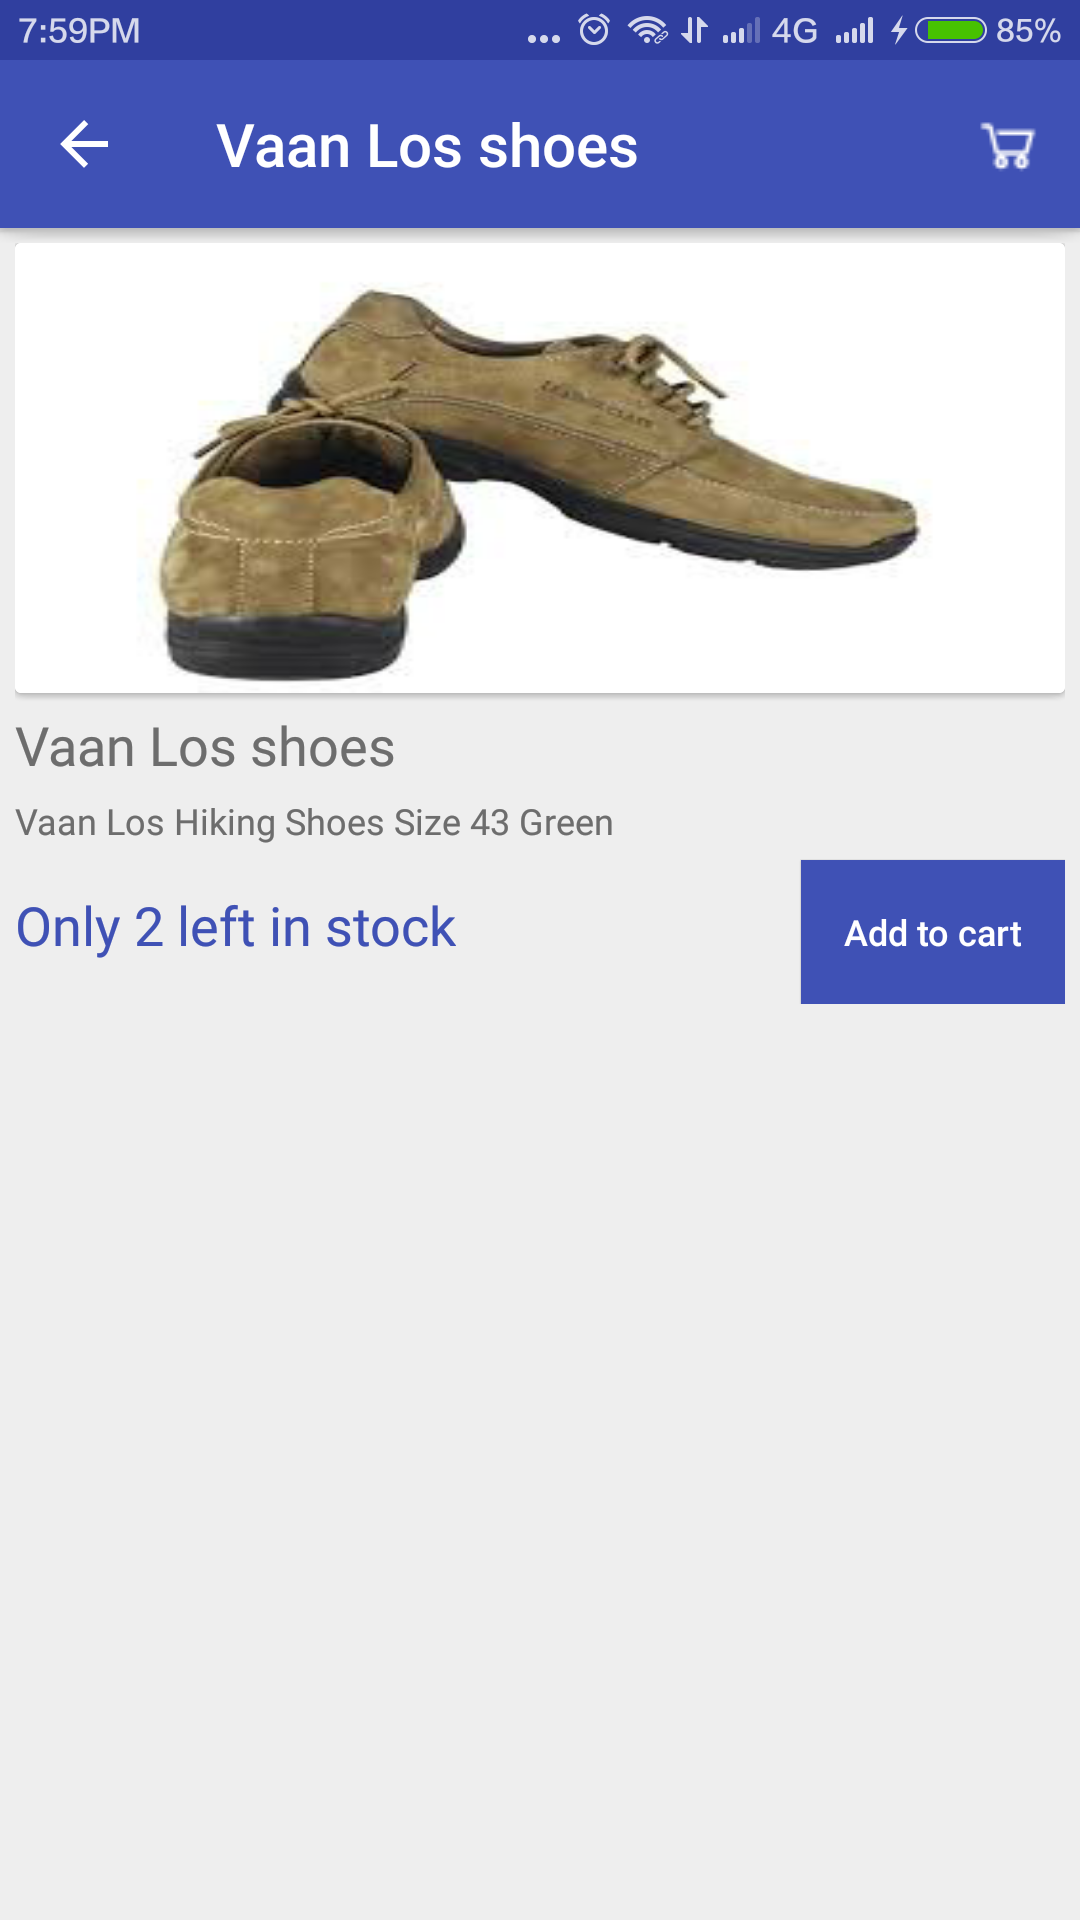 7:59PM
4G
85%
Vaan Los shoes
Vaan Los shoes
Vaan Los Hiking Shoes Size 43 Green
Only 2 left in stock
Add to cart